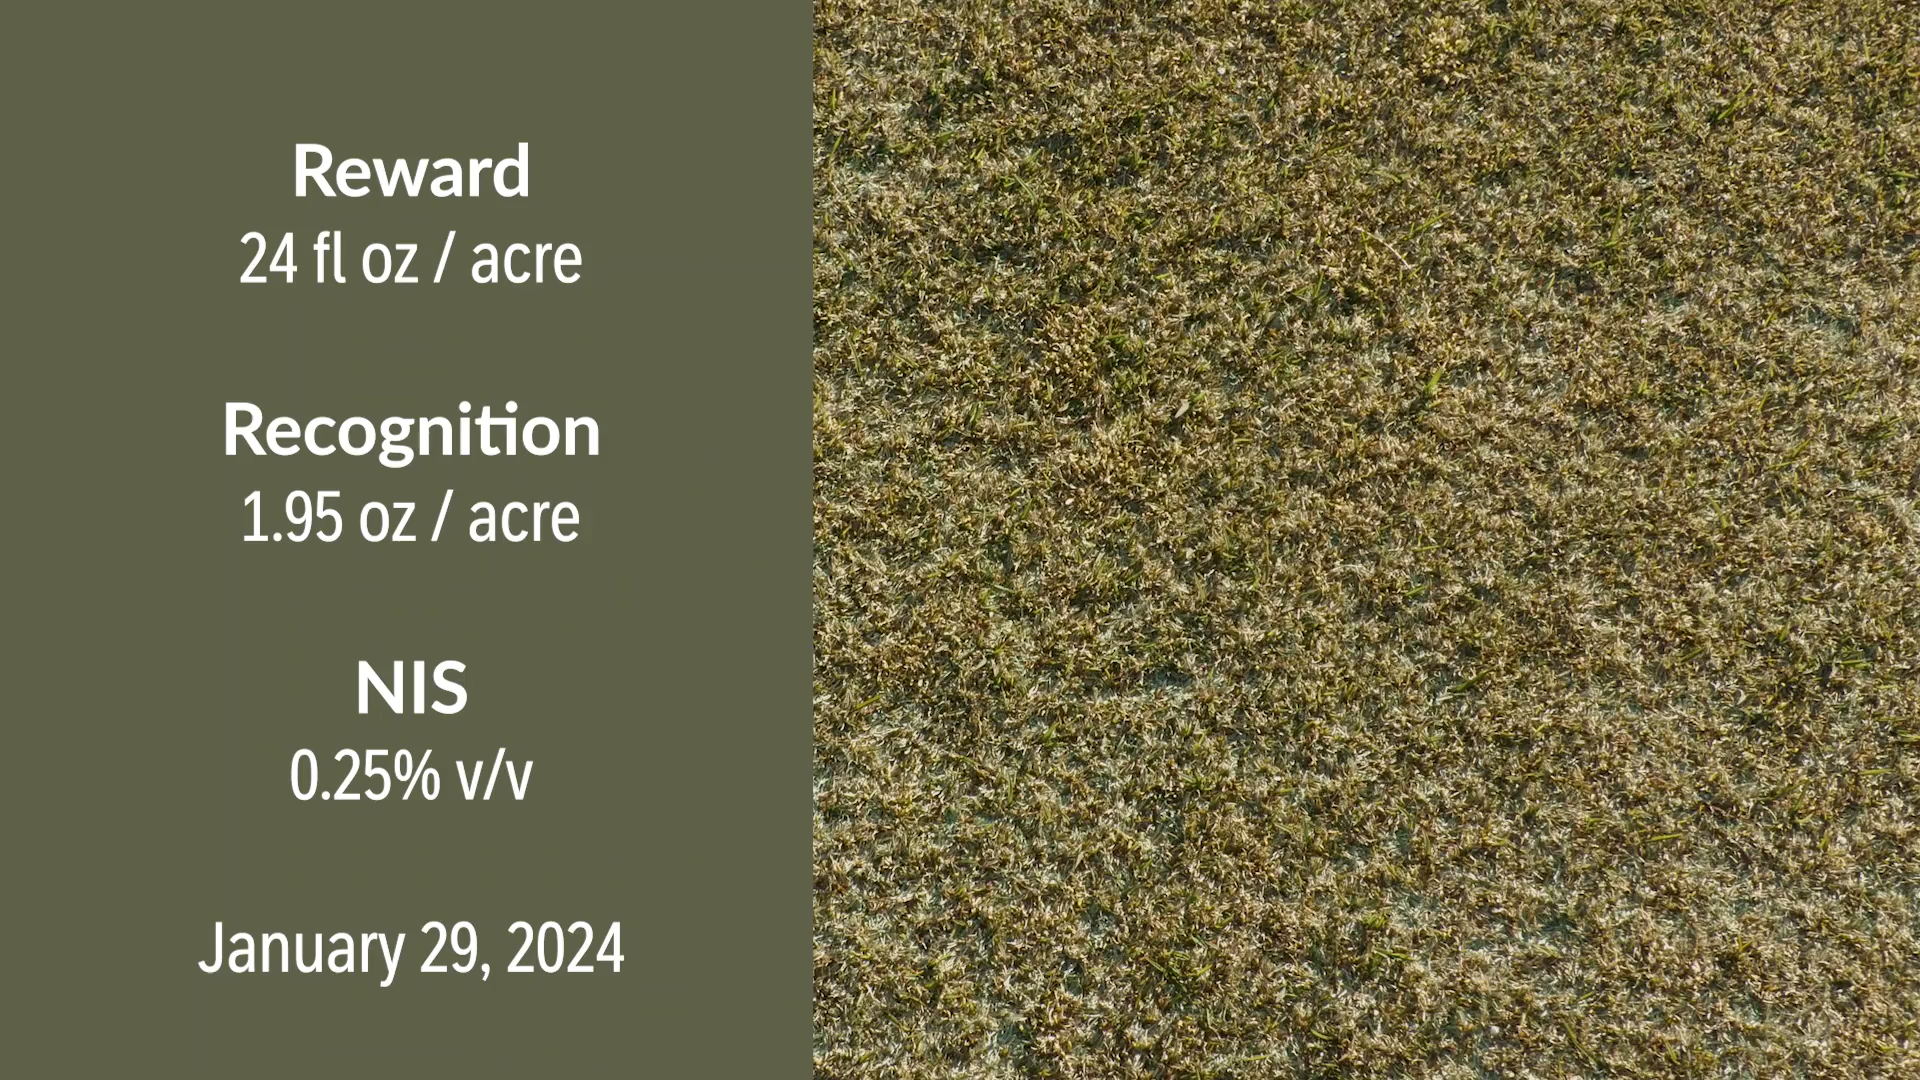 Reward
24 fl oz / acre
Recognition
1.95 oz / acre
NIS
0.25% v/v
January 29, 2024